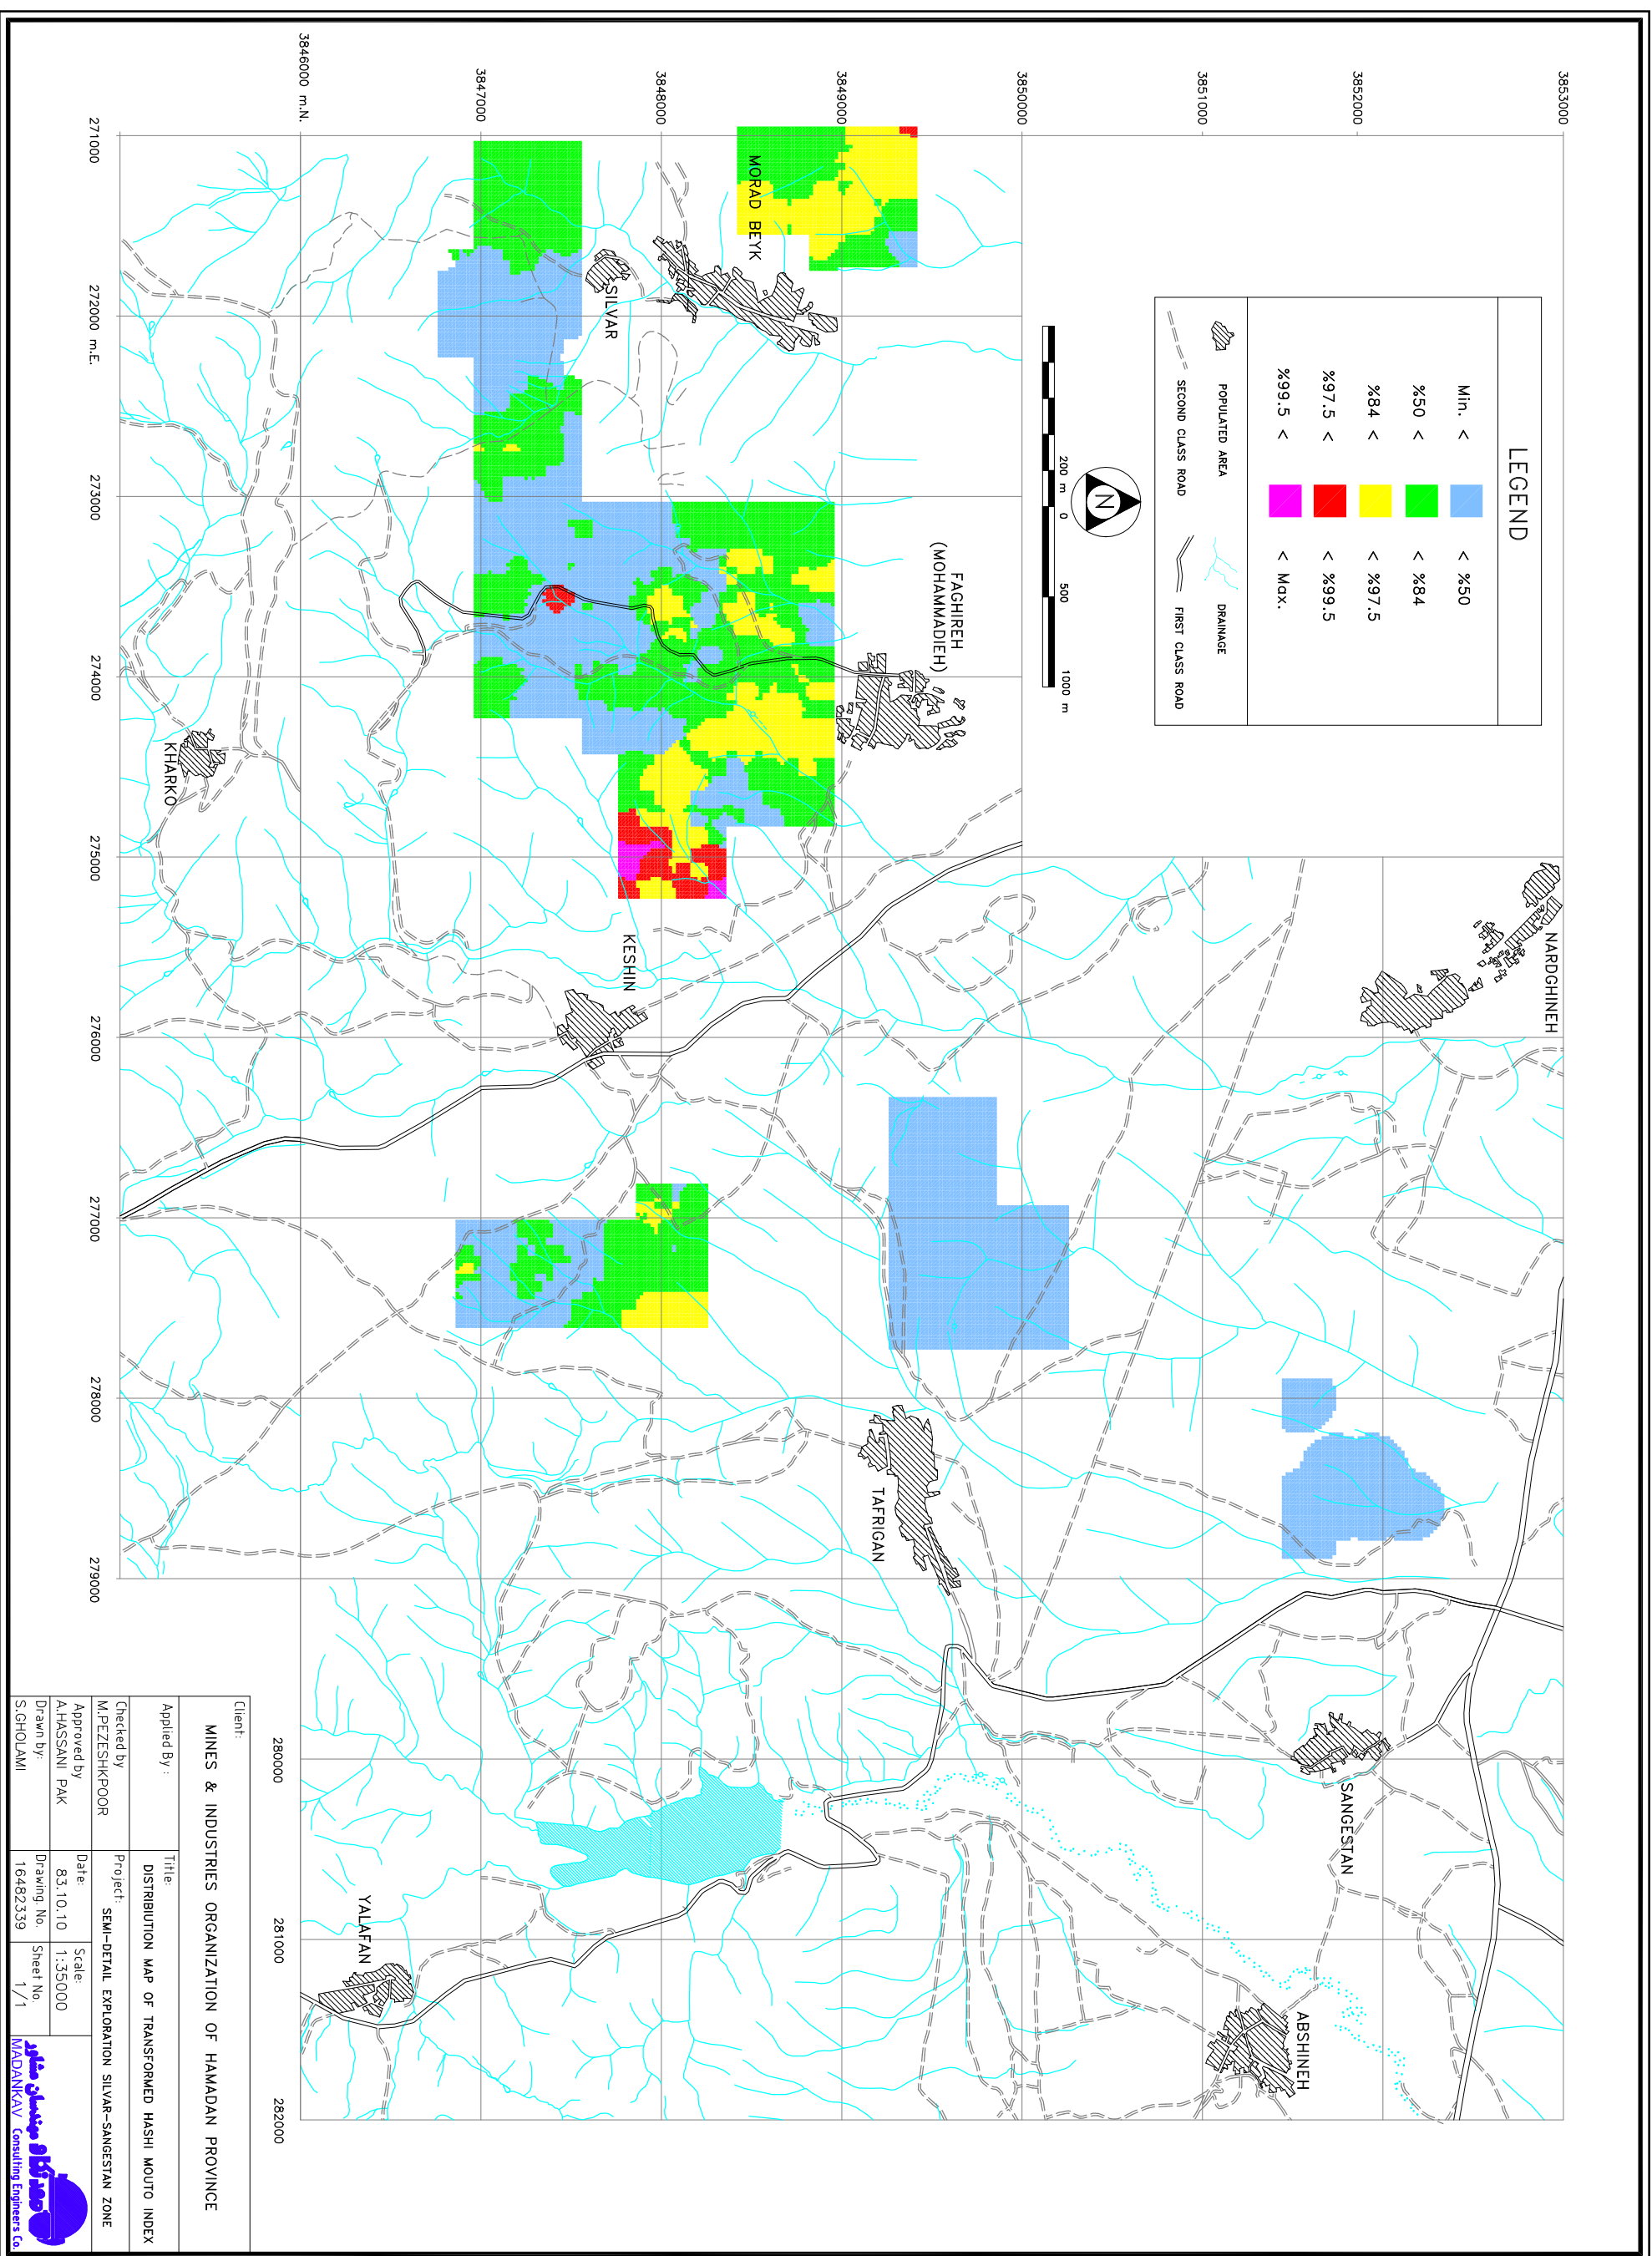 LEGEND
Min. < < %50
%50 < < %84
%84 < < %97.5
%97.5 < < %99.5
%99.5 < < Max.
POPULATED AREA
DRAINAGE
SECOND CLASS ROAD
FIRST CLASS ROAD
N
200 m 0 500 1000 m
3853000
3852000
3851000
3850000
3849000
3848000
3847000
3846000 m.N.
271000
272000 m.E.
273000
274000
275000
276000
277000
278000
279000
280000
281000
282000
NARDGHINEH
FAGHIREH
(MOHAMMADIEH)
MORAD BEYK
SILVAR
KHARKO
KESHIN
TAFRIGAN
SANGESTAN
ABSHINEH
YALAFAN
Client:
MINES & INDUSTRIES ORGANIZATION OF HAMADAN PROVINCE
Applied By :
Title:
DISTRIBUTION MAP OF TRANSFORMED HASHI MOUTO INDEX
Checked by
M.PEZESHKPOOR
Project:
SEMI-DETAIL EXPLORATION SILVAR-SANGESTAN ZONE
Approved by
A.HASSANI PAK
Date:
83.10.10
Scale:
1:35000
Drawn by:
S.GHOLAMI
Drawing. No.
16482339
Sheet No.
1/1
مهندسان مشاور
MADANKAV Consulting Engineers Co.